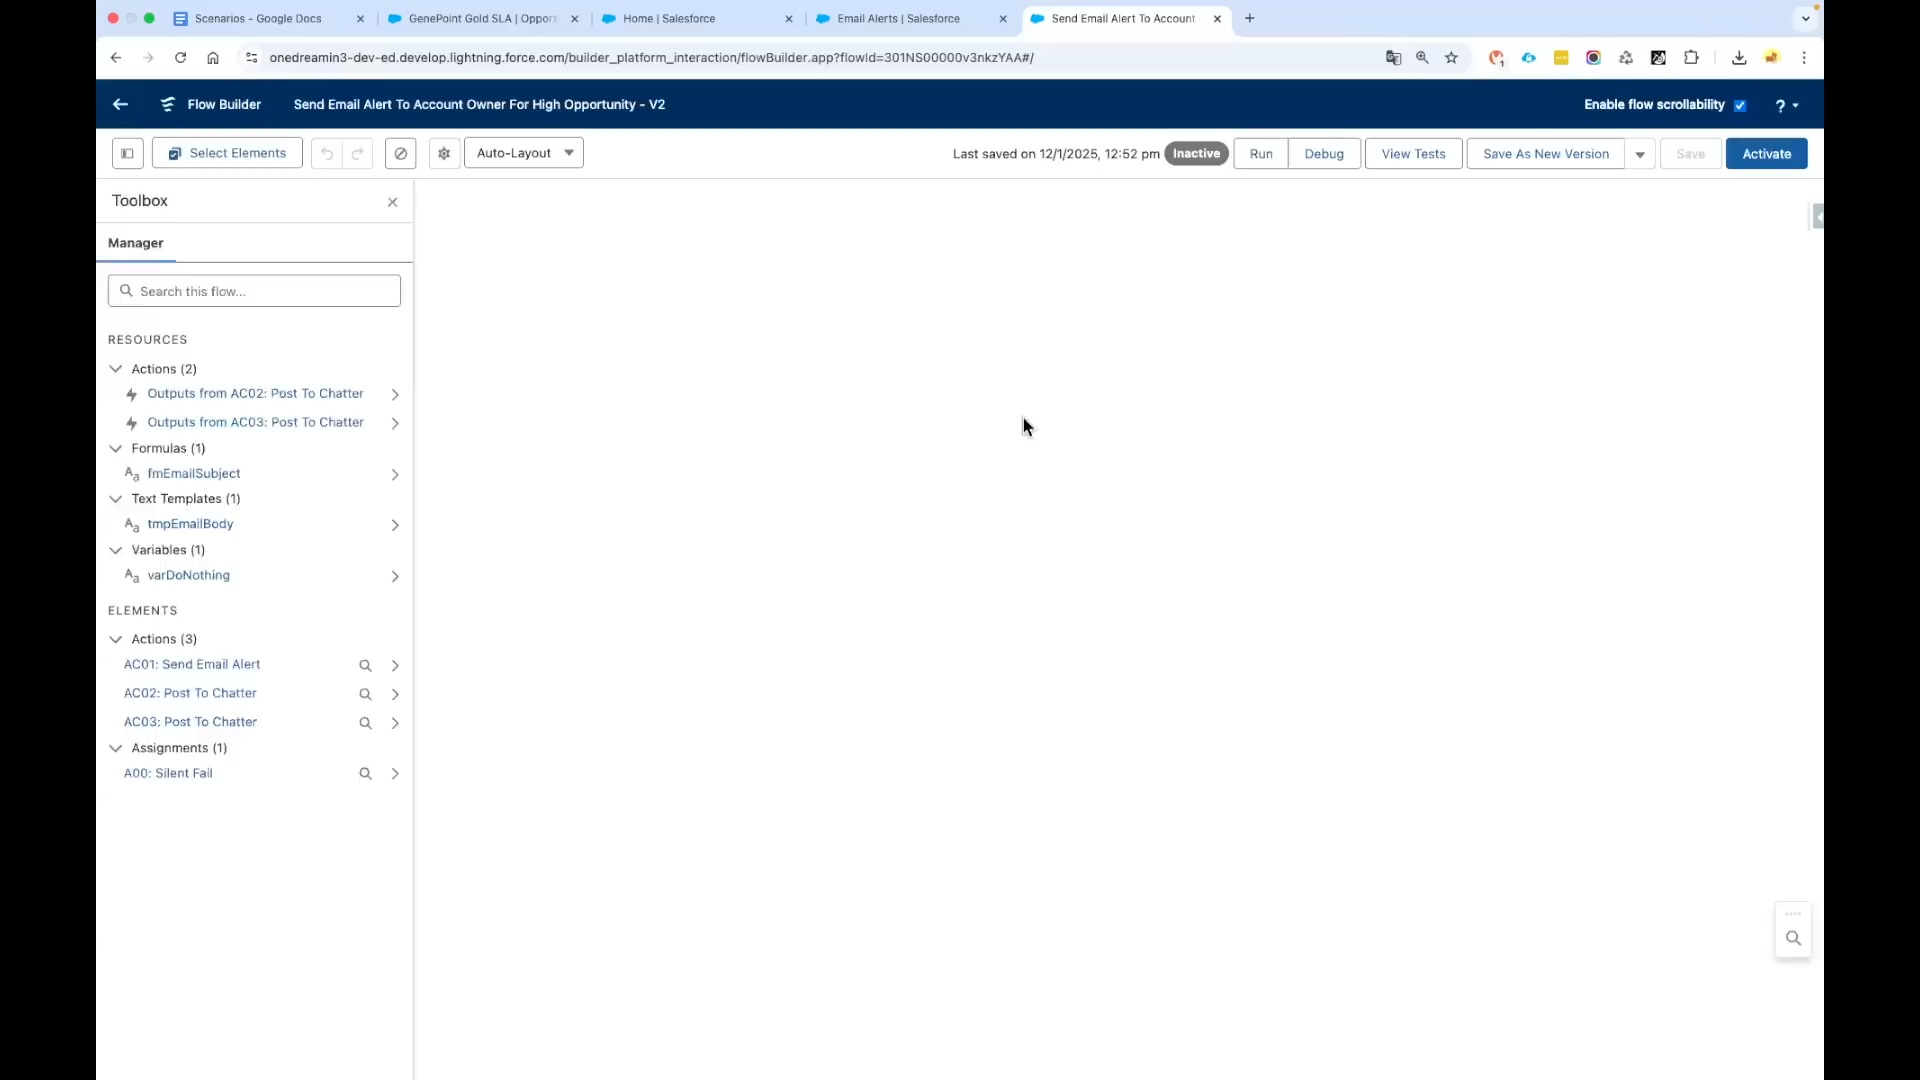 Scenarios - Google Docs
GenePoint Gold SLA | Oppor
Home | Salesforce
Email Alerts | Salesforce
Send Email Alert To Account
onedreamin3-dev-ed.develop.lightning.force.com/builder_platform_interaction/flowBuilder.app?flowId=301NS00000v3nkzYAA#/
Flow Builder
Send Email Alert To Account Owner For High Opportunity - V2
Enable flow scrollability
?
Select Elements
Auto-Layout
Last saved on 12/1/2025, 12:52 pm
Inactive
Run
Debug
View Tests
Save As New Version
Save
Activate
Toolbox
Manager
Search this flow...
RESOURCES
Actions (2)
Outputs from AC02: Post To Chatter
Outputs from AC03: Post To Chatter
Formulas (1)
Aa fmEmailSubject
Text Templates (1)
Aa tmpEmailBody
Variables (1)
Aa varDoNothing
ELEMENTS
Actions (3)
AC01: Send Email Alert
AC02: Post To Chatter
AC03: Post To Chatter
Assignments (1)
A00: Silent Fail